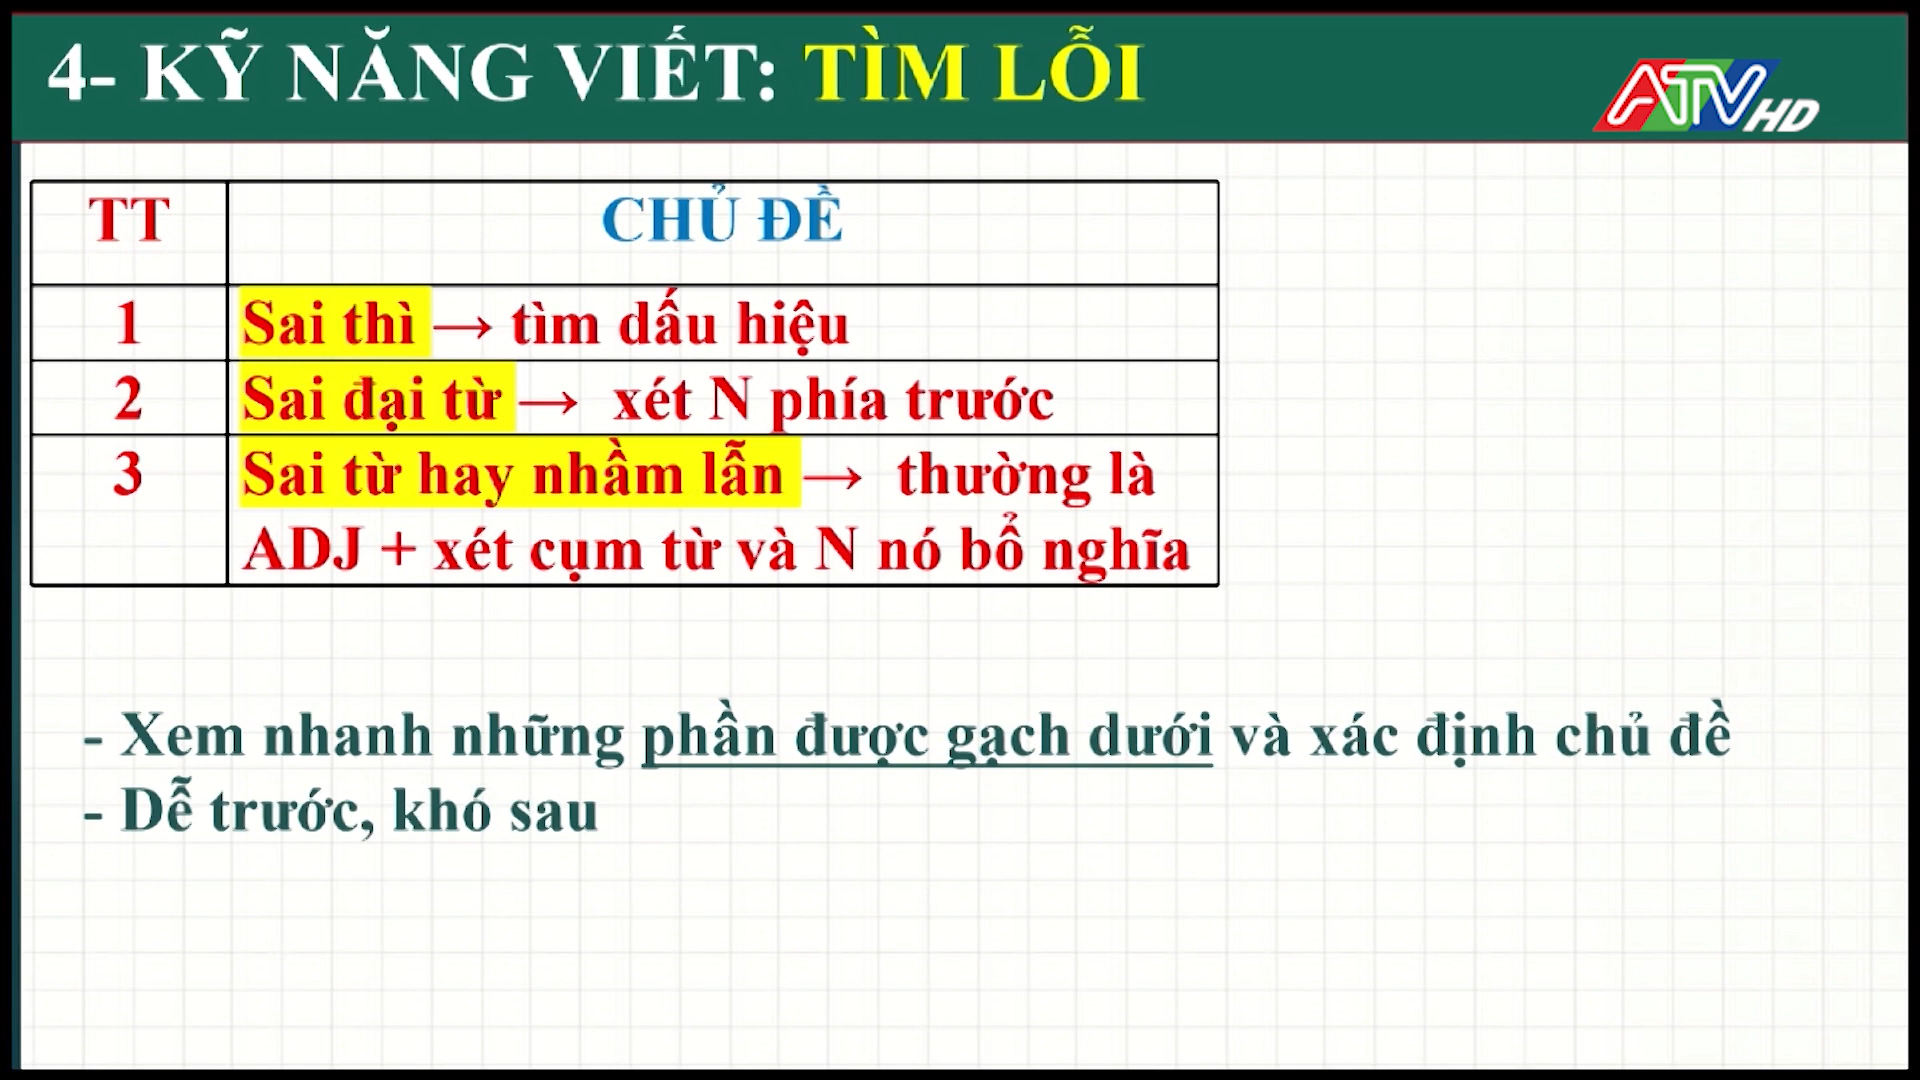 4- KỸ NĂNG VIẾT: TÌM LỖI
ATV HD
TT CHỦ ĐỀ
1 Sai thì → tìm dấu hiệu
2 Sai đại từ → xét N phía trước
3 Sai từ hay nhầm lẫn → thường là
ADJ + xét cụm từ và N nó bổ nghĩa
- Xem nhanh những phần được gạch dưới và xác định chủ đề
- Dễ trước, khó sau